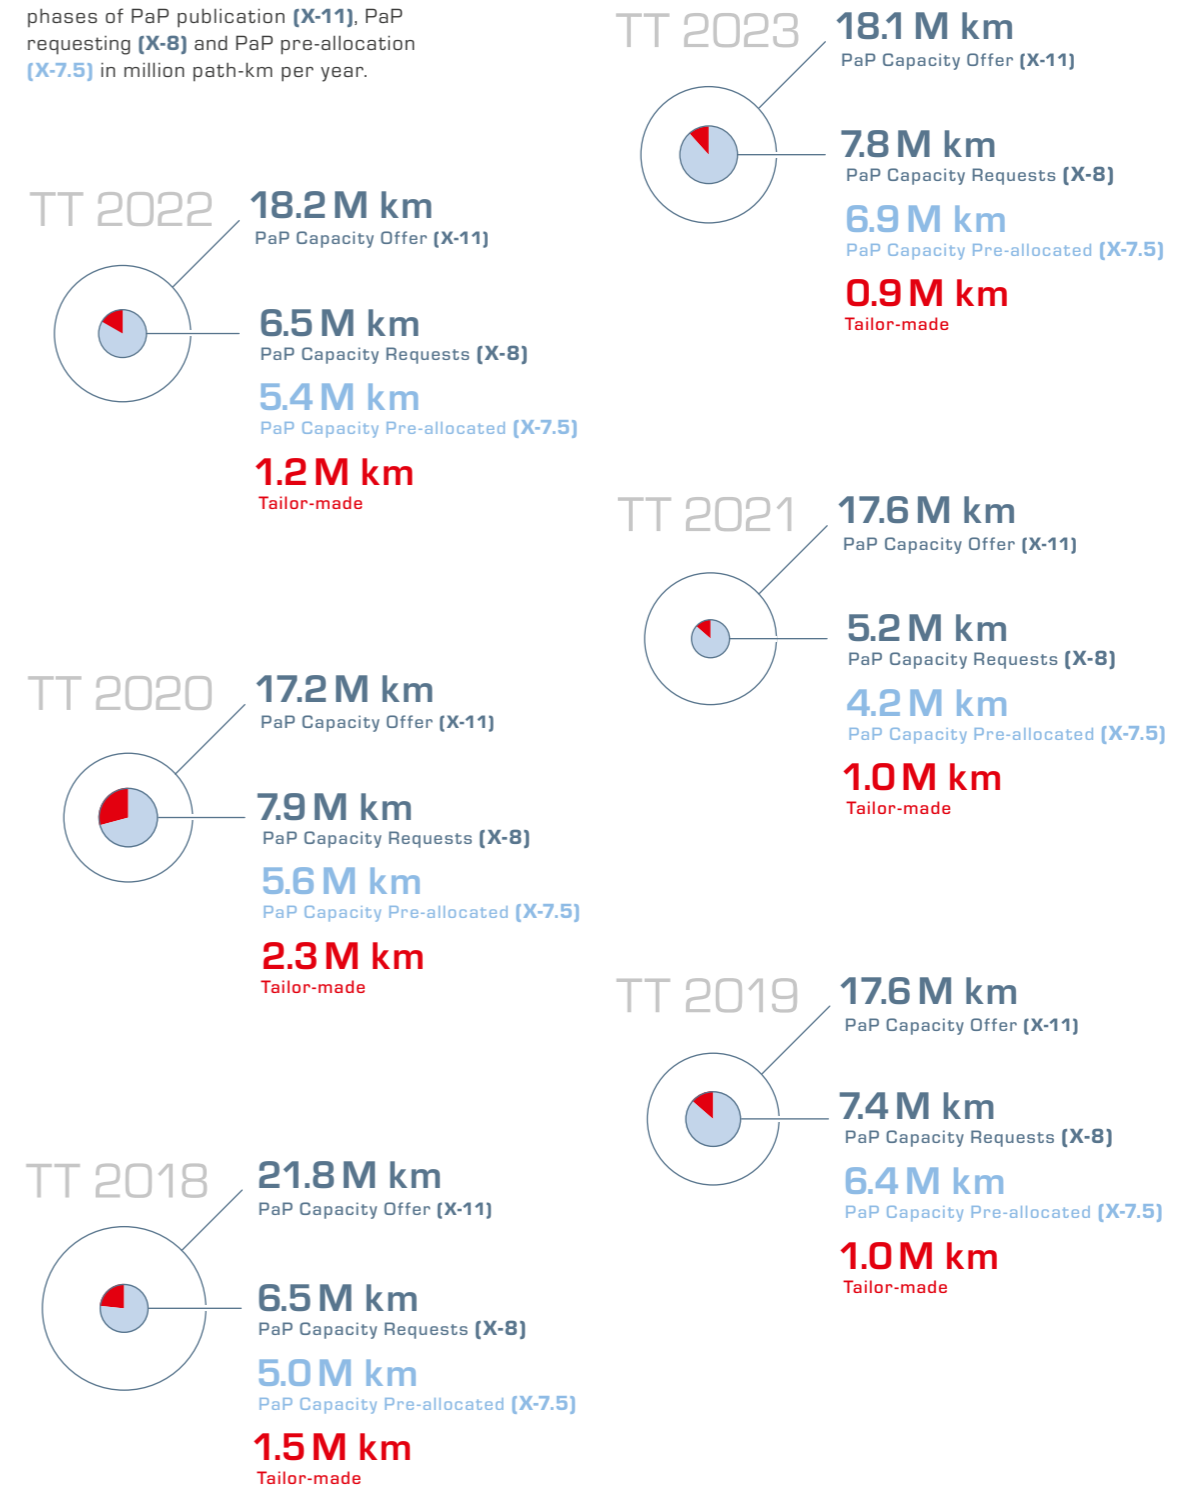 phases of PaP publication (X-11), PaP
requesting (X-8) and PaP pre-allocation
(X-7.5) in million path-km per year.
TT 2023
18.1 M km
PaP Capacity Offer (X-11)
7.8 M km
PaP Capacity Requests (X-8)
6.9 M km
PaP Capacity Pre-allocated (X-7.5)
0.9 M km
Tailor-made
TT 2022
18.2 M km
PaP Capacity Offer (X-11)
6.5 M km
PaP Capacity Requests (X-8)
5.4 M km
PaP Capacity Pre-allocated (X-7.5)
1.2 M km
Tailor-made
TT 2021
17.6 M km
PaP Capacity Offer (X-11)
5.2 M km
PaP Capacity Requests (X-8)
4.2 M km
PaP Capacity Pre-allocated (X-7.5)
1.0 M km
Tailor-made
TT 2020
17.2 M km
PaP Capacity Offer (X-11)
7.9 M km
PaP Capacity Requests (X-8)
5.6 M km
PaP Capacity Pre-allocated (X-7.5)
2.3 M km
Tailor-made
TT 2019
17.6 M km
PaP Capacity Offer (X-11)
7.4 M km
PaP Capacity Requests (X-8)
6.4 M km
PaP Capacity Pre-allocated (X-7.5)
1.0 M km
Tailor-made
TT 2018
21.8 M km
PaP Capacity Offer (X-11)
6.5 M km
PaP Capacity Requests (X-8)
5.0 M km
PaP Capacity Pre-allocated (X-7.5)
1.5 M km
Tailor-made